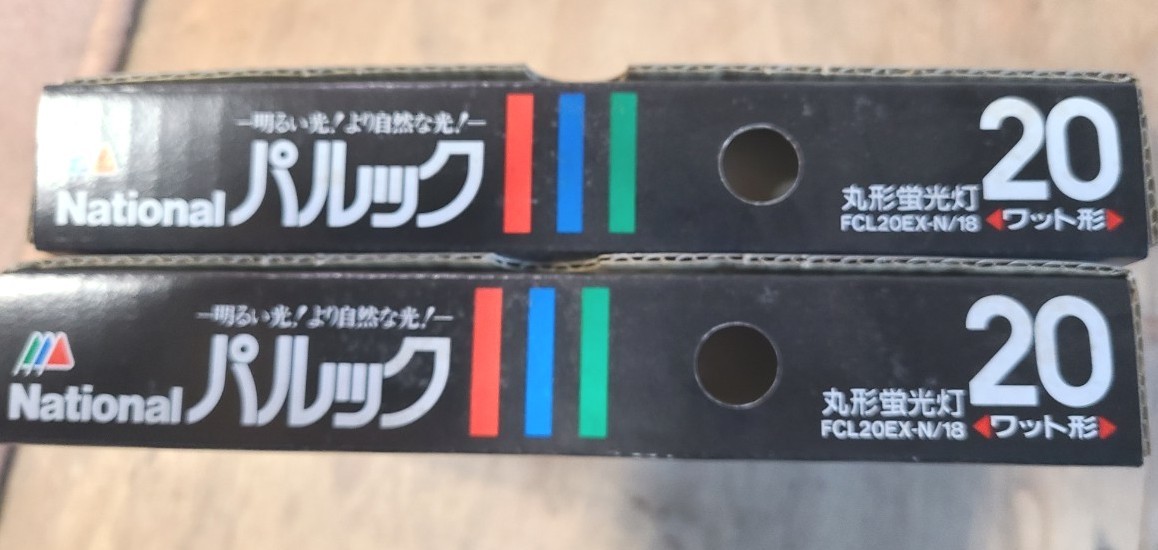 ―明るい光!より自然な光!―
National パルック
20
丸形蛍光灯
FCL20EX-N/18 ワット形
―明るい光!より自然な光!―
National パルック
20
丸形蛍光灯
FCL20EX-N/18 ワット形